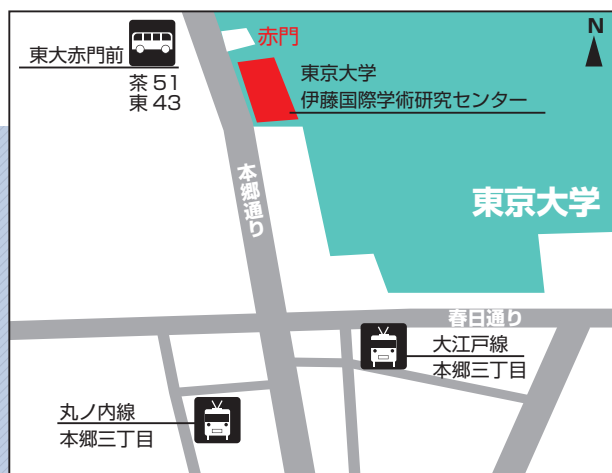 N
赤門
東大赤門前
茶 51
東 43
東京大学
伊藤国際学術研究センター
本郷通り
東京大学
春日通り
大江戸線
本郷三丁目
丸ノ内線
本郷三丁目